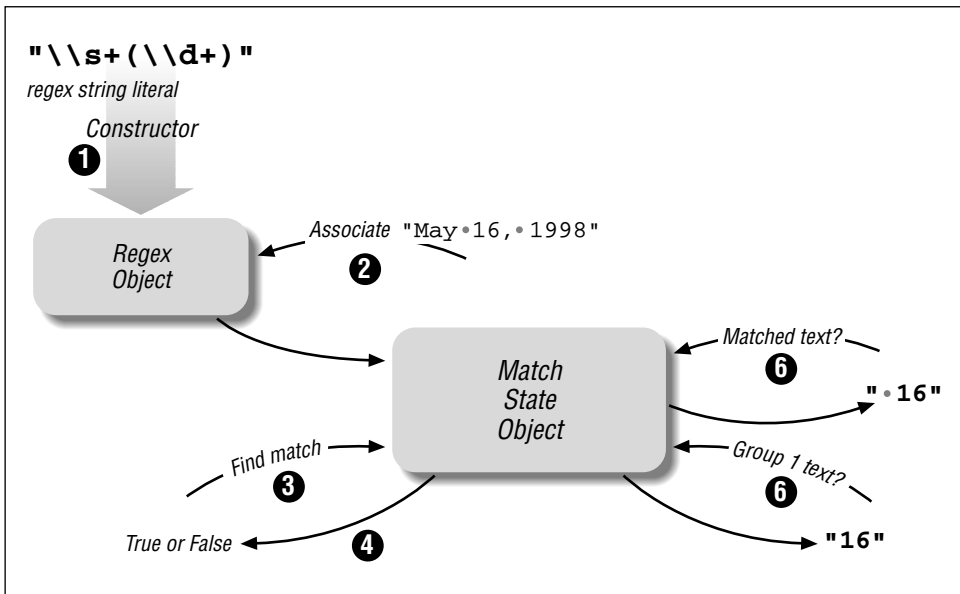 "\\s+(\\d+)"
regex string literal
Constructor
1
Associate "May•16,•1998"
2
Regex
Object
Match
State
Object
Matched text?
6
"•16"
Find match
3
Group 1 text?
6
True or False
4
"16"